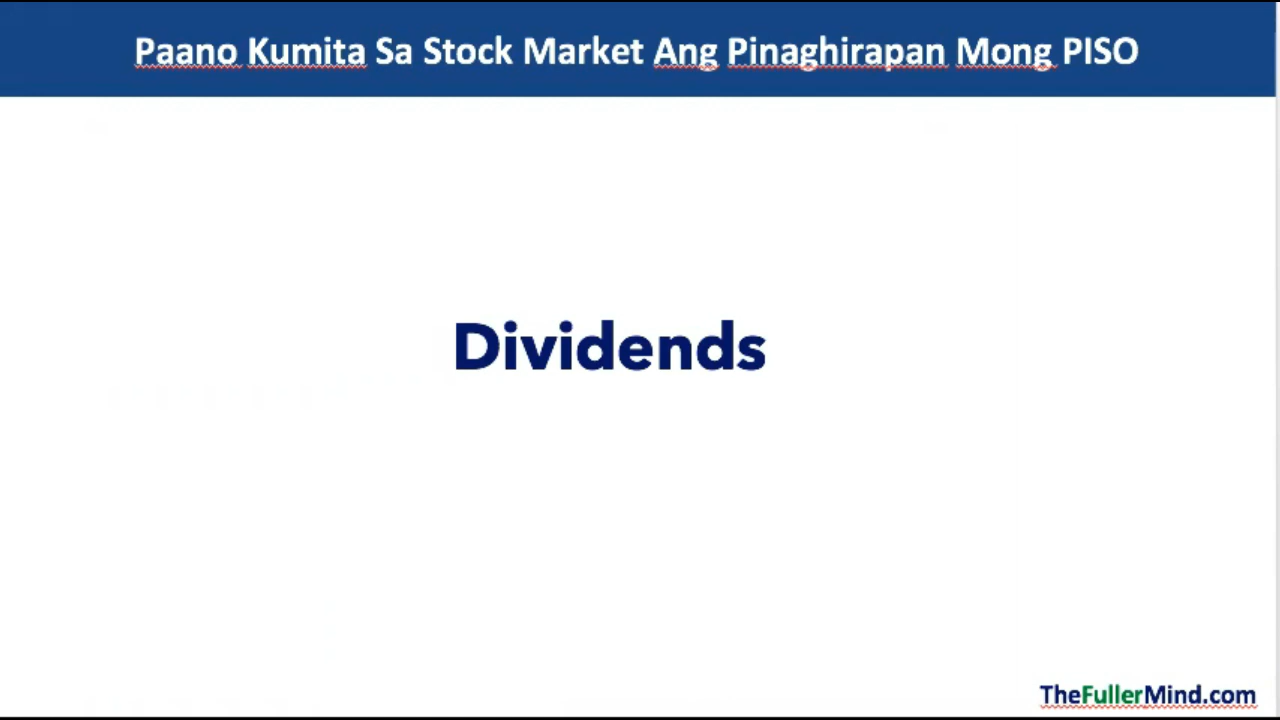 Paano Kumita Sa Stock Market Ang Pinaghirapan Mong PISO
Dividends
TheFullerMind.com